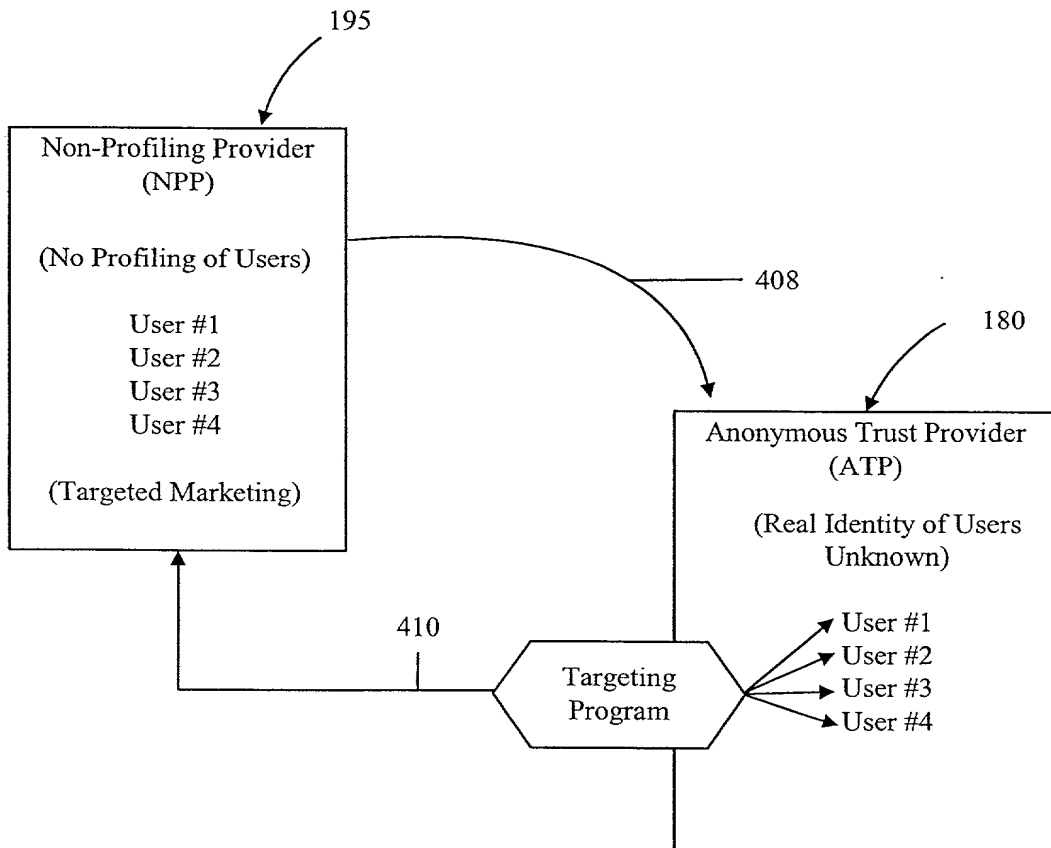 195
Non-Profiling Provider
(NPP)
(No Profiling of Users)
User #1
User #2
User #3
User #4
(Targeted Marketing)
408
180
Anonymous Trust Provider
(ATP)
(Real Identity of Users
Unknown)
User #1
User #2
User #3
User #4
410
Targeting
Program